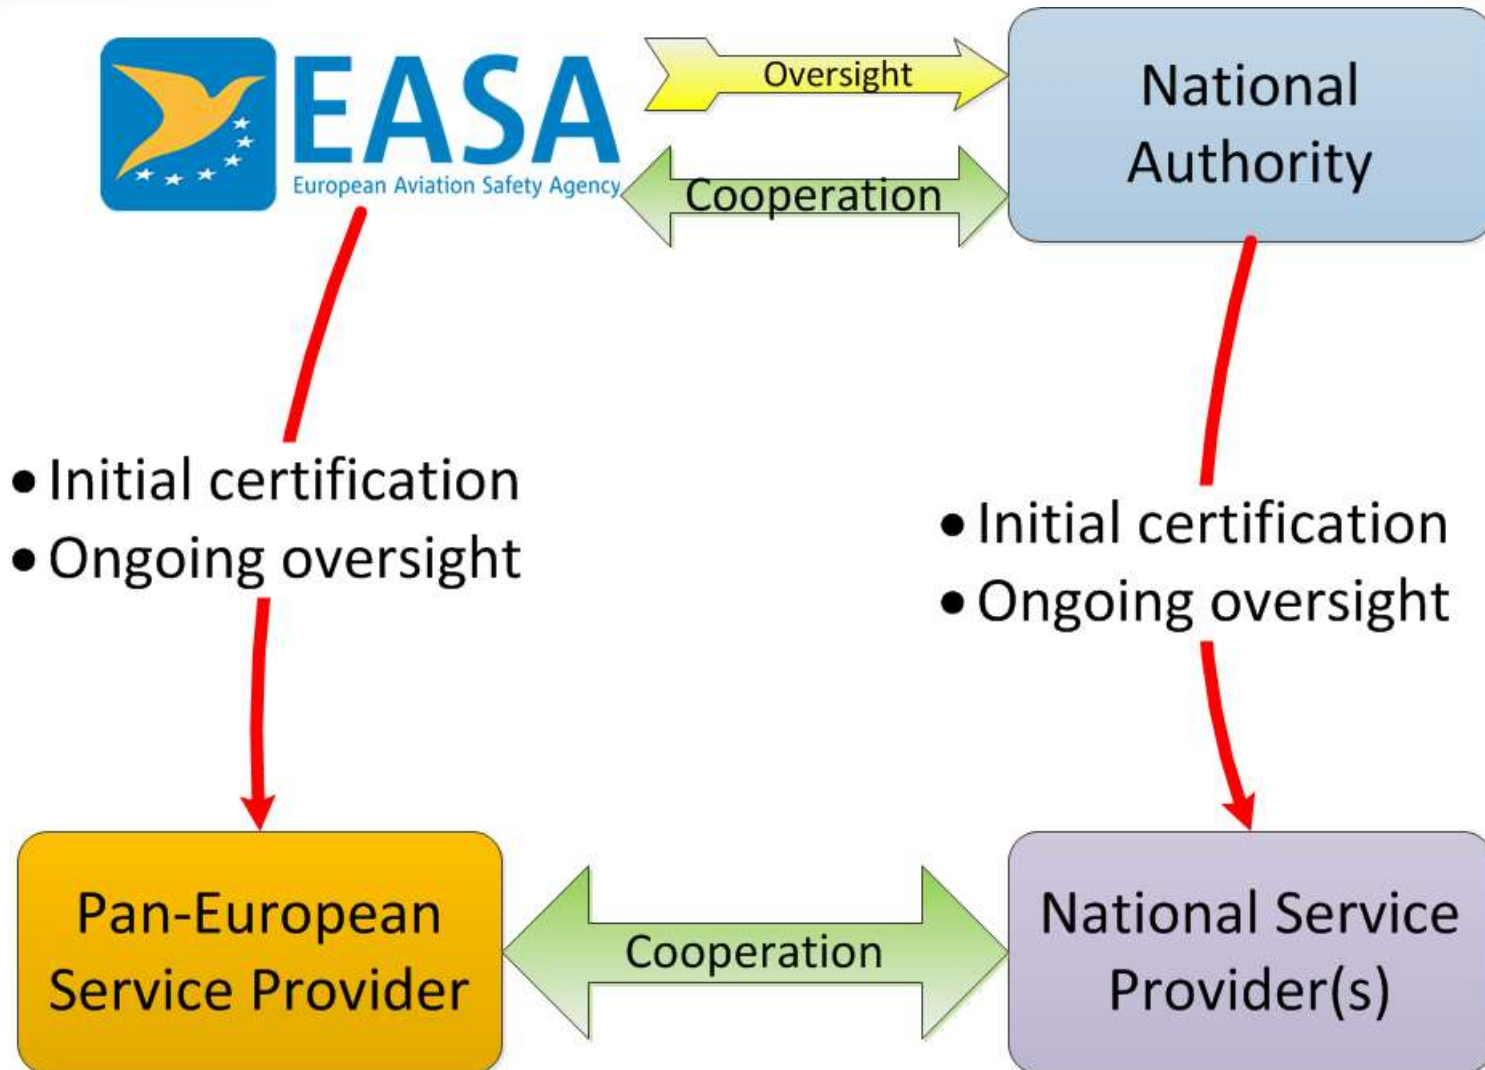 EASA
European Aviation Safety Agency
Oversight
Cooperation
National
Authority
• Initial certification
• Ongoing oversight
• Initial certification
• Ongoing oversight
Pan-European
Service Provider
Cooperation
National Service
Provider(s)